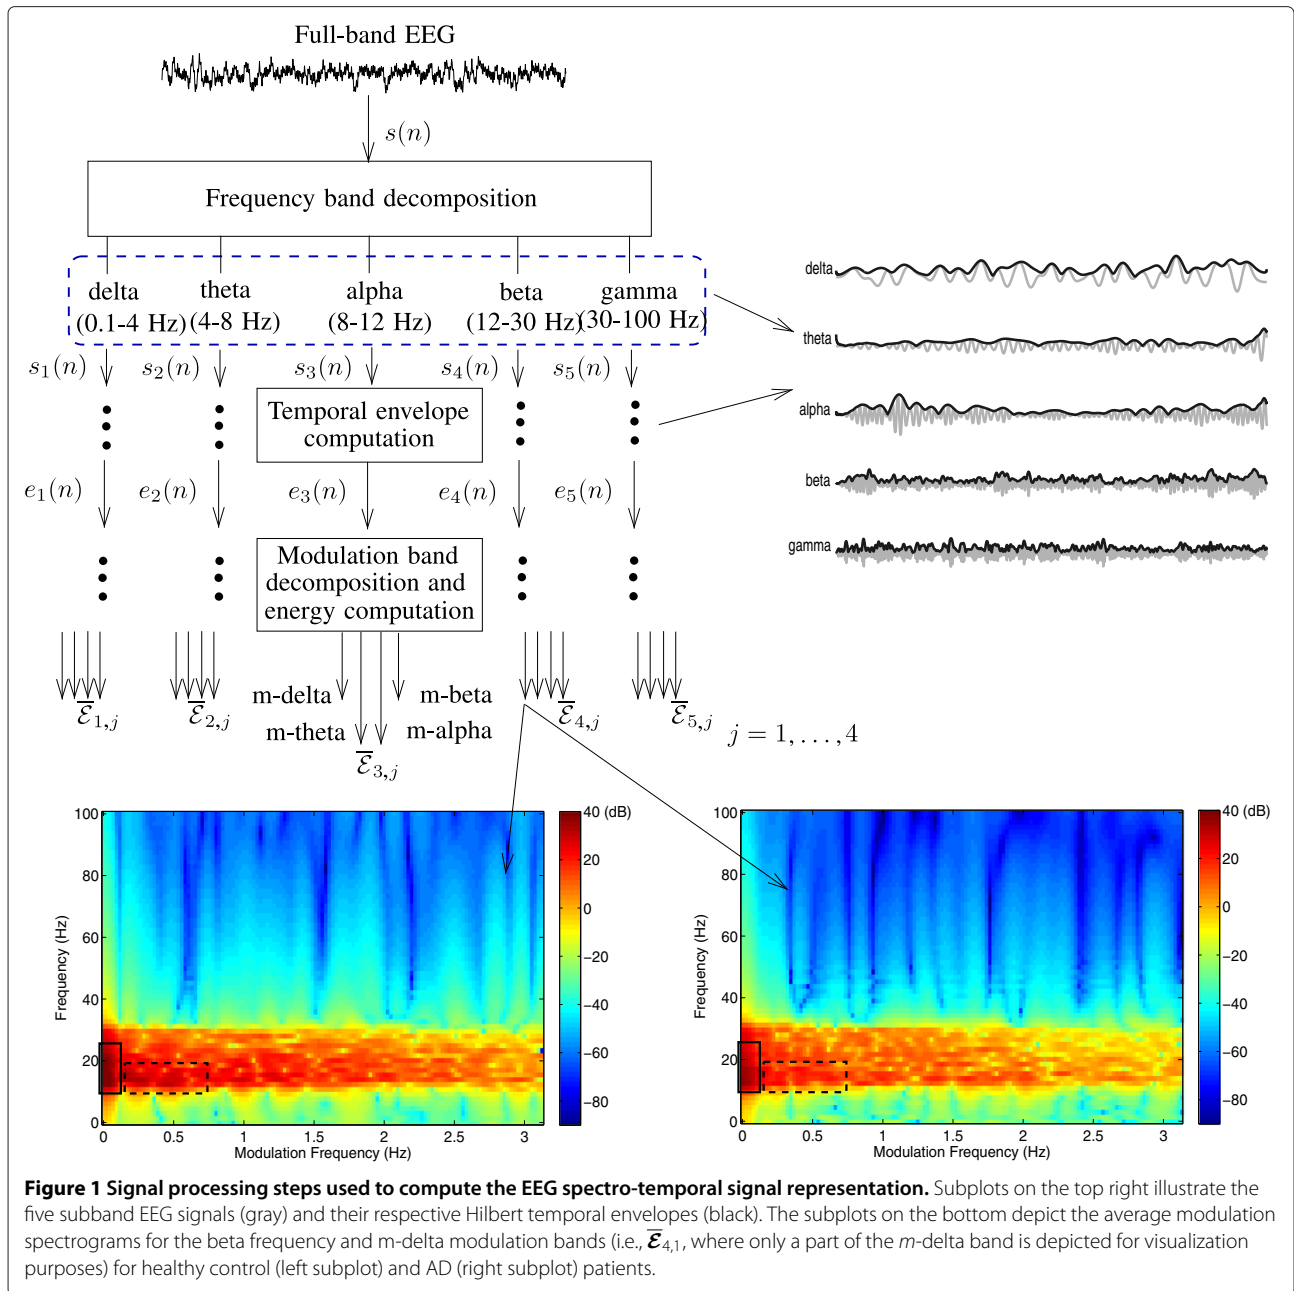 Full-band EEG
s(n)
Frequency band decomposition
delta
(0.1-4 Hz)
theta
(4-8 Hz)
alpha
(8-12 Hz)
beta
(12-30 Hz)
gamma
(30-100 Hz)
s₁(n) s₂(n) s₃(n) s₄(n) s₅(n)
Temporal envelope
computation
e₁(n) e₂(n) e₃(n) e₄(n) e₅(n)
Modulation band
decomposition and
energy computation
m-delta m-beta
m-theta m-alpha
ℰ̅₁,ⱼ ℰ̅₂,ⱼ ℰ̅₃,ⱼ ℰ̅₄,ⱼ ℰ̅₅,ⱼ
j = 1, . . . , 4
delta
theta
alpha
beta
gamma
100
80
60
40
20
0
Frequency (Hz)
0 0.5 1 1.5 2 2.5 3
Modulation Frequency (Hz)
40 (dB)
20
0
−20
−40
−60
−80
100
80
60
40
20
0
Frequency (Hz)
0 0.5 1 1.5 2 2.5 3
Modulation Frequency (Hz)
40 (dB)
20
0
−20
−40
−60
−80
Figure 1 Signal processing steps used to compute the EEG spectro-temporal signal representation. Subplots on the top right illustrate the
five subband EEG signals (gray) and their respective Hilbert temporal envelopes (black). The subplots on the bottom depict the average modulation
spectrograms for the beta frequency and m-delta modulation bands (i.e., ℰ̅₄,₁, where only a part of the m-delta band is depicted for visualization
purposes) for healthy control (left subplot) and AD (right subplot) patients.